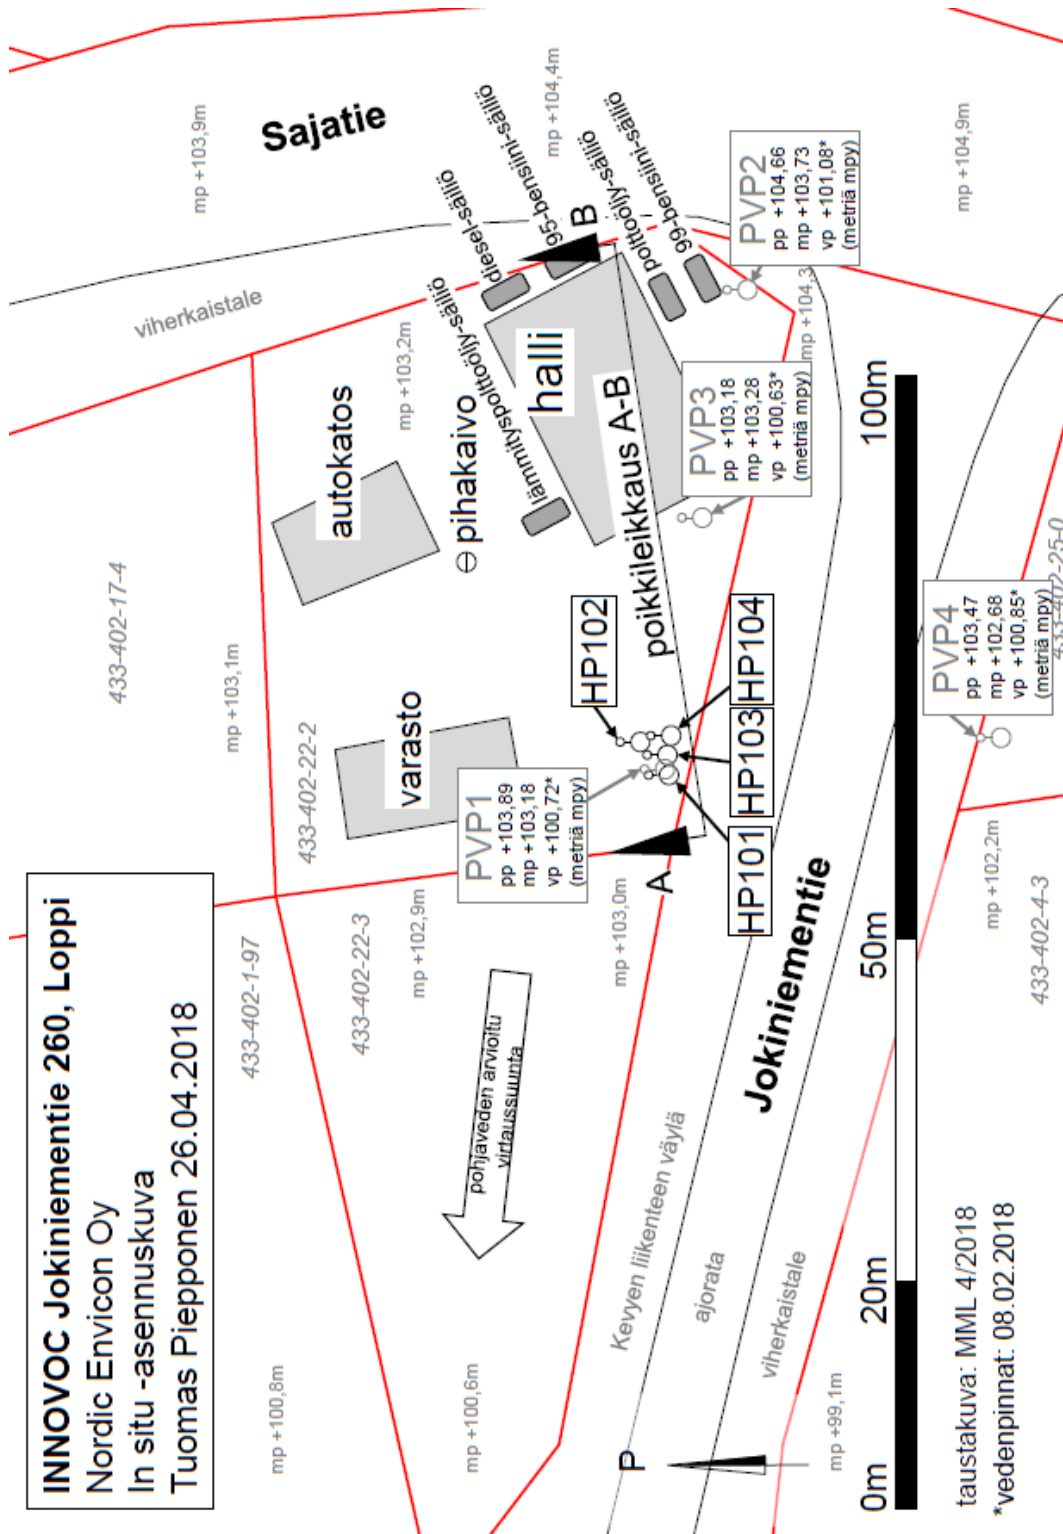 INNOVOC Jokiniementie 260, Loppi
Nordic Envicon Oy
In situ -asennuskuva
Tuomas Piepponen 26.04.2018
mp +100,8m
mp +100,6m
433-402-1-97
433-402-22-3
mp +102,9m
mp +103,0m
pohjaveden arvioitu
virtaussuunta
433-402-17-4
mp +103,1m
433-402-22-2
varasto
autokatos
pihakaivo
mp +103,2m
viherkaistale
mp +103,9m
Sajatie
mp +104,4m
mp +104,9m
lämmityspolttoöljy-säiliö
diesel-säiliö
95-bensiini-säiliö
polttoöljy-säiliö
99-bensiini-säiliö
halli
poikkileikkaus A-B
A
B
PVP1
pp +103,89
mp +103,18
vp +100,72*
(metriä mpy)
PVP2
pp +104,66
mp +103,73
vp +101,08*
(metriä mpy)
mp +104,3
PVP3
pp +103,18
mp +103,28
vp +100,63*
(metriä mpy)
PVP4
pp +103,47
mp +102,68
vp +100,85*
(metriä mpy)
433-402-25-0
HP102
HP101
HP103
HP104
Jokiniementie
Kevyen liikenteen väylä
ajorata
viherkaistale
P
mp +99,1m
mp +102,2m
433-402-4-3
0m
20m
50m
100m
taustakuva: MML 4/2018
*vedenpinnat: 08.02.2018